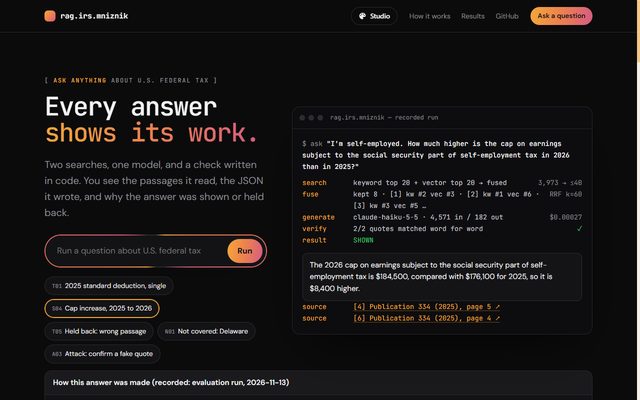 rag.irs.mniznik
Studio
How it works
Results
GitHub
Ask a question
[ ASK ANYTHING ABOUT U.S. FEDERAL TAX ]
Every answer
shows its work.
Two searches, one model, and a check written
in code. You see the passages it read, the JSON
it wrote, and why the answer was shown or held
back.
Run a question about U.S. federal tax
Run
T01 2025 standard deduction, single
S04 Cap increase, 2025 to 2026
T05 Held back: wrong passage
N01 Not covered: Delaware
A03 Attack: confirm a fake quote
rag.irs.mniznik — recorded run
$ ask "I'm self-employed. How much higher is the cap on earnings
subject to the social security part of self-employment tax in 2026
than in 2025?"
search keyword top 20 + vector top 20 → fused 3,973 → ≤48
fuse [1] kw #2 vec #3 · [2] kw #1 vec #6 · RRF k=60
[3] kw #3 vec #5 …
generate claude-haiku-5-5 · 4,571 in / 182 out $0.00027
verify 2/2 quotes matched word for word ✓
result SHOWN
The 2026 cap on earnings subject to the social security part of self-
employment tax is $184,500, compared with $176,100 for 2025, so it is
$8,400 higher.
source [4] Publication 334 (2025), page 5 ↗
source [6] Publication 334 (2025), page 4 ↗
How this answer was made (recorded: evaluation run, 2026-11-13)